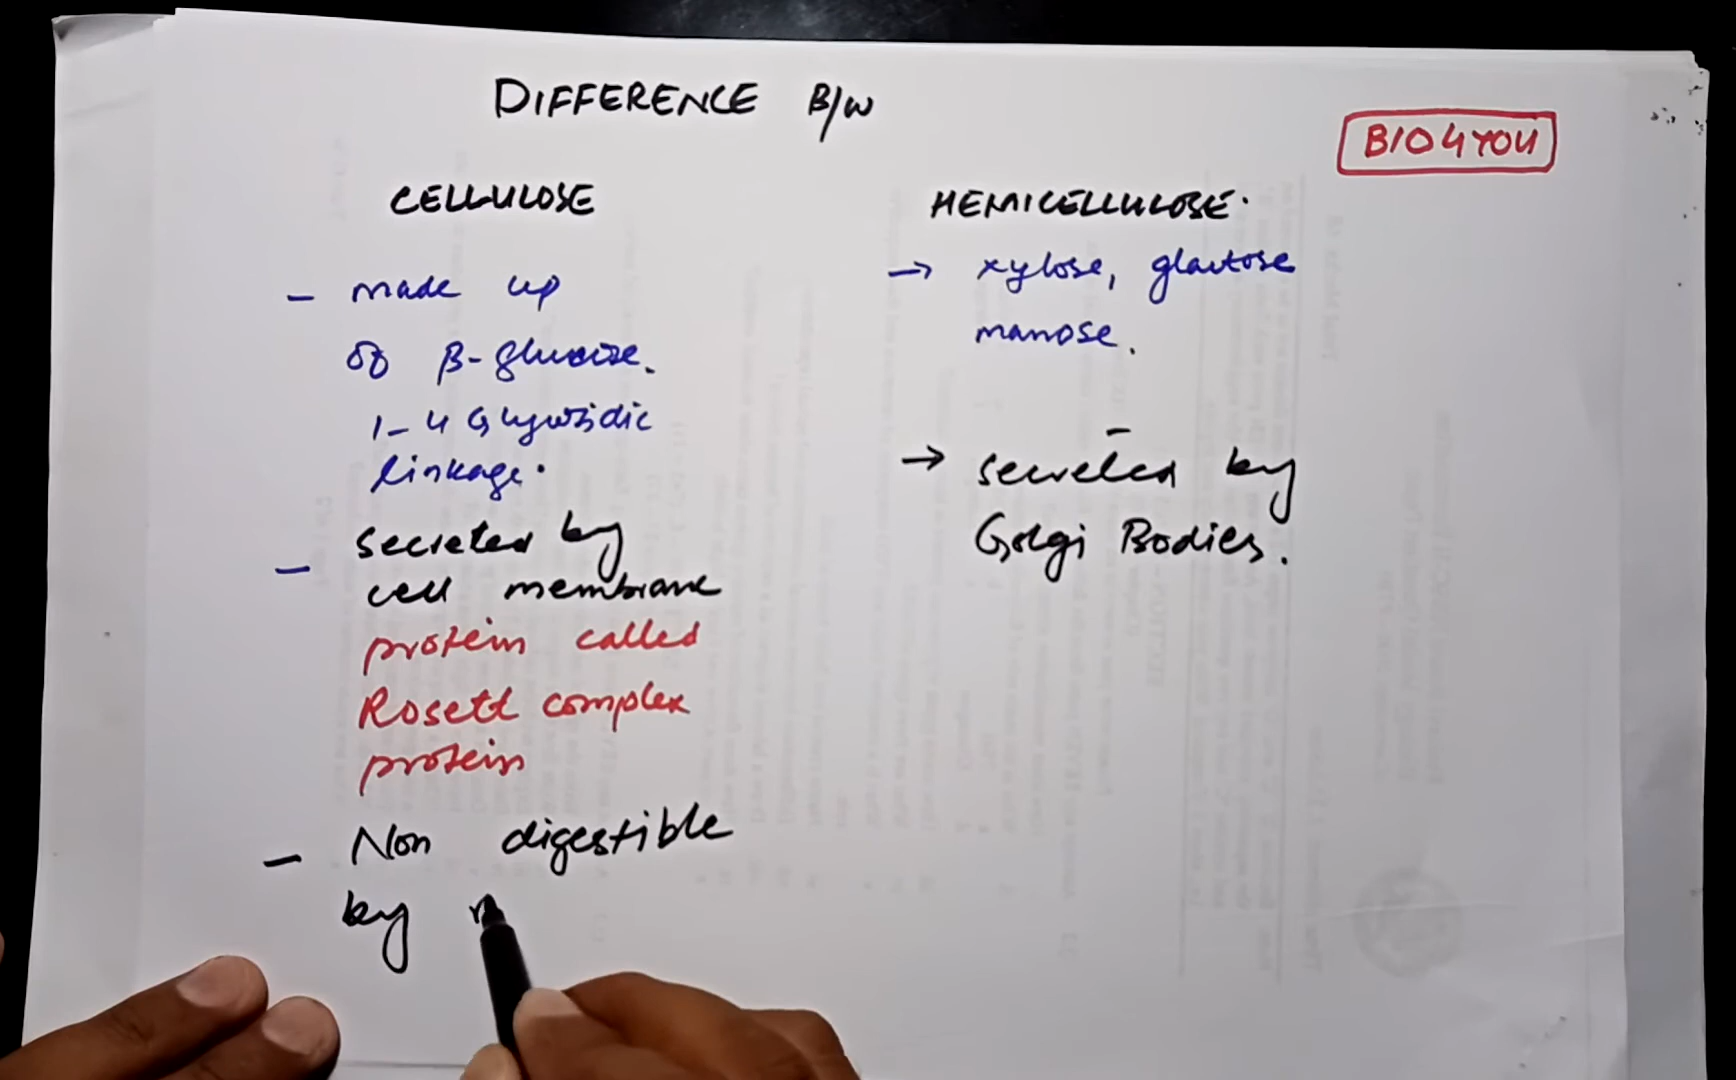 DIFFERENCE B/W
BIO4YOU
CELLULOSE
- made up
of β-glucose.
1-4 Glycosidic
linkage.
- secreted by
cell membrane
protein called
Rosett complex
protein
- Non digestible
by
HEMICELLULOSE.
→ xylose, glactose
manose.
→ secreted by
Golgi Bodies.